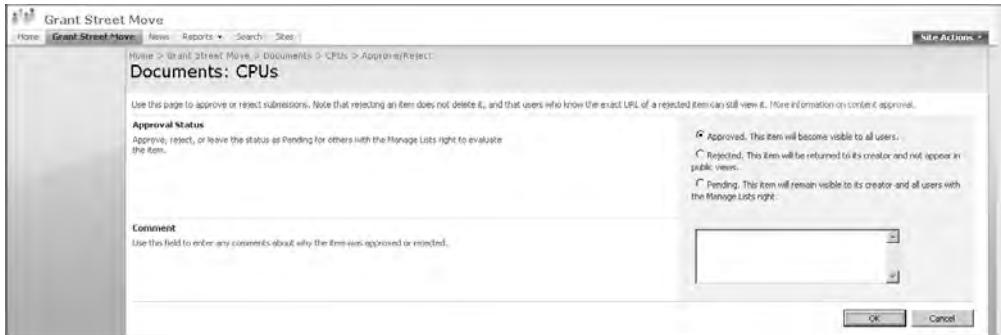 Grant Street Move
Home Grant Street Move News Reports Search Sites Site Actions
Home > Grant Street Move > Documents > CPUs > Approve/Reject
Documents: CPUs
Use this page to approve or reject submissions. Note that rejecting an item does not delete it, and that users who know the exact URL of a rejected item can still view it. More information on content approval.
Approval Status
Approve, reject, or leave the status as Pending for others with the Manage Lists right to evaluate
the item.
Approved. This item will become visible to all users.
Rejected. This item will be returned to its creator and not appear in
public views.
Pending. This item will remain visible to its creator and all users with
the Manage Lists right.
Comment
Use this field to enter any comments about why the item was approved or rejected.
OK Cancel